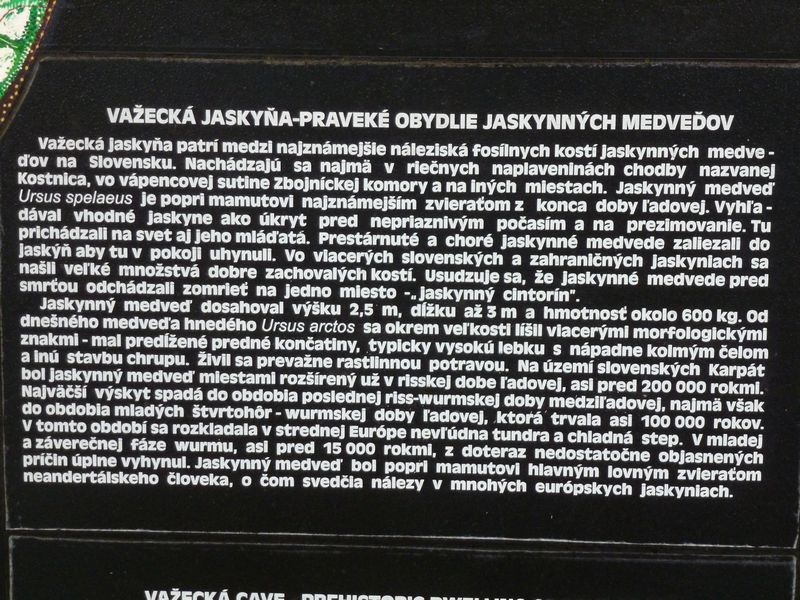 VAŽECKÁ JASKYŇA-PRAVEKÉ OBYDLIE JASKYNNÝCH MEDVEĎOV
Važecká jaskyňa patrí medzi najznámejšie náleziská fosílnych kostí jaskynných medve -
ďov na Slovensku. Nachádzajú sa najmä v riečnych naplaveninách chodby nazvanej
Kostnica, vo vápencovej sutine Zbojníckej komory a na iných miestach. Jaskynný medveď
Ursus spelaeus je popri mamutovi najznámejším zvieraťom z konca doby ľadovej. Vyhľa -
dával vhodné jaskyne ako úkryt pred nepriaznivým počasím a na prezimovanie. Tu
prichádzali na svet aj jeho mláďatá. Prestárnuté a choré jaskynné medvede zaliezali do
jaskýň aby tu v pokoji uhynuli. Vo viacerých slovenských a zahraničných jaskyniach sa
našli veľké množstvá dobre zachovalých kostí. Usudzuje sa, že jaskynné medvede pred
smrťou odchádzali zomrieť na jedno miesto -„jaskynný cintorín".
Jaskynný medveď dosahoval výšku 2,5 m, dĺžku až 3 m a hmotnosť okolo 600 kg. Od
dnešného medveďa hnedého Ursus arctos sa okrem veľkosti líšil viacerými morfologickými
znakmi - mal predĺžené predné končatiny, typicky vysokú lebku s nápadne kolmým čelom
a inú stavbu chrupu. Živil sa prevažne rastlinnou potravou. Na území slovenských Karpát
bol jaskynný medveď miestami rozšírený už v risskej dobe ľadovej, asi pred 200 000 rokmi.
Najväčší výskyt spadá do obdobia poslednej riss-wurmskej doby medziľadovej, najmä však
do obdobia mladých štvrtohôr - wurmskej doby ľadovej, ktorá trvala asi 100 000 rokov.
V tomto období sa rozkladala v strednej Európe nevľúdna tundra a chladná step. V mladej
a záverečnej fáze wurmu, asi pred 15 000 rokmi, z doteraz nedostatočne objasnených
príčin úplne vyhynul. Jaskynný medveď bol popri mamutovi hlavným lovným zvieraťom
neandertálskeho človeka, o čom svedčia nálezy v mnohých európskych jaskyniach.
VAŽECKÁ CAVE - PREHISTORIC